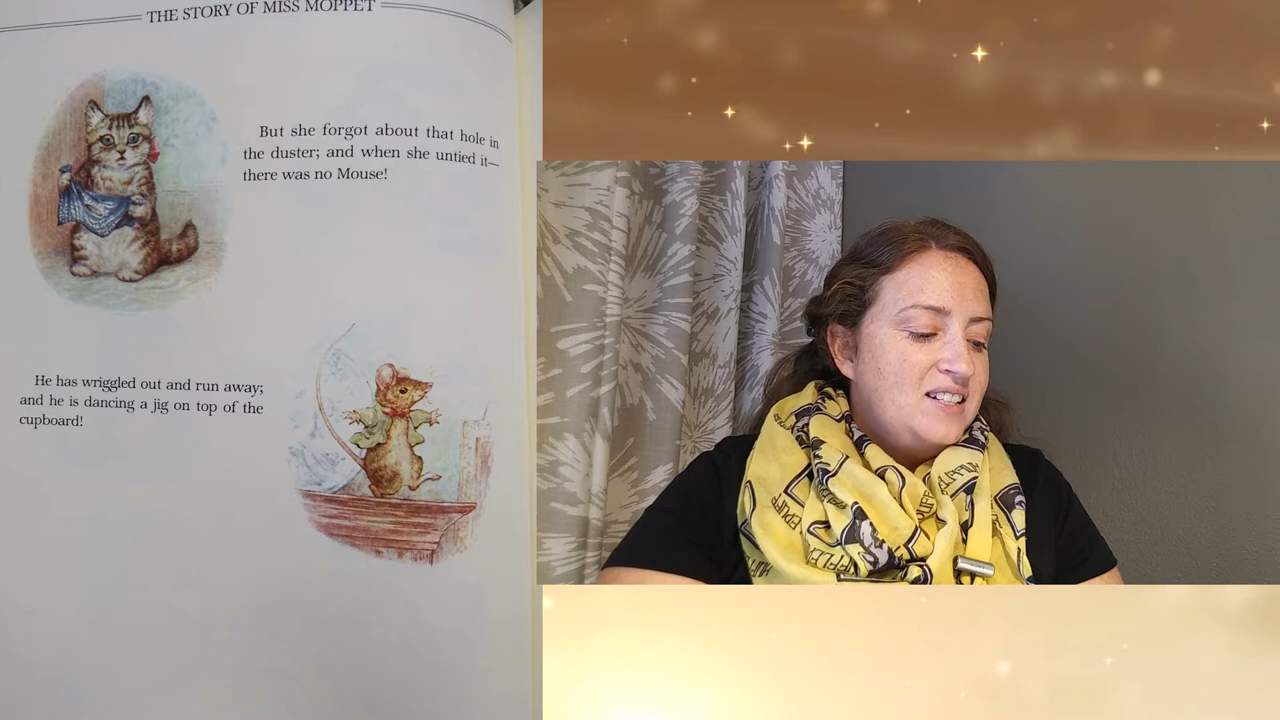 THE STORY OF MISS MOPPET
But she forgot about that hole in
the duster; and when she untied it—
there was no Mouse!
He has wriggled out and run away;
and he is dancing a jig on top of the
cupboard!